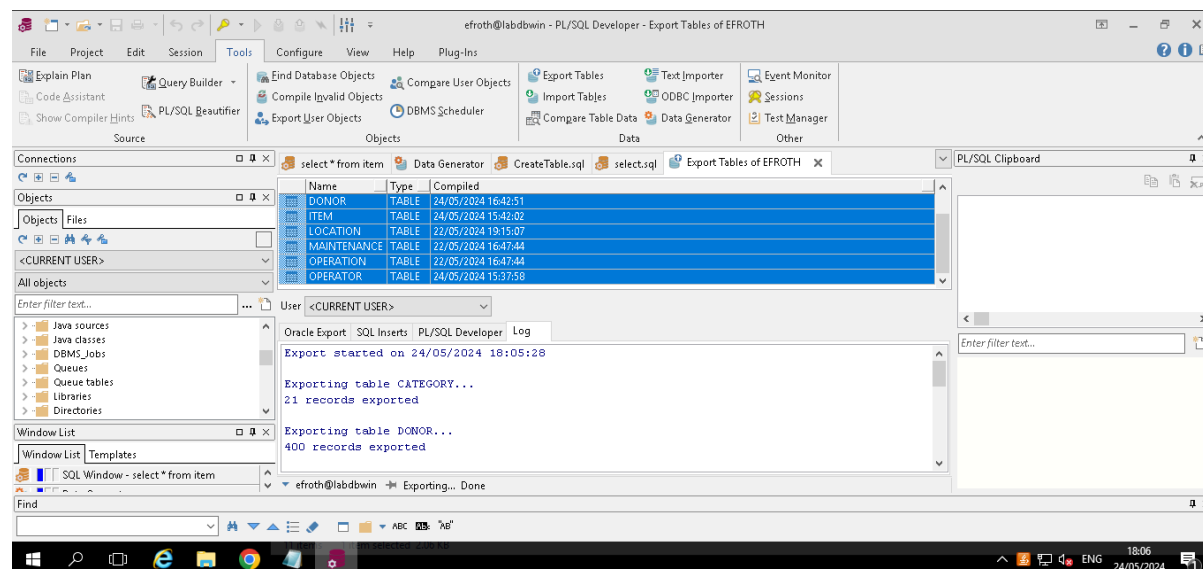 efroth@labdbwin - PL/SQL Developer - Export Tables of EFROTH
File Project Edit Session Tools Configure View Help Plug-Ins
Explain Plan
Code Assistant
Show Compiler Hints
Query Builder
PL/SQL Beautifier
Source
Find Database Objects
Compile Invalid Objects
Export User Objects
Compare User Objects
DBMS Scheduler
Objects
Export Tables
Import Tables
Compare Table Data
Text Importer
ODBC Importer
Data Generator
Data
Event Monitor
Sessions
Test Manager
Other
Connections
Objects
Objects Files
<CURRENT USER>
All objects
Enter filter text...
Java sources
Java classes
DBMS_Jobs
Queues
Queue tables
Libraries
Directories
Window List
Window List Templates
SQL Window - select * from item
select * from item Data Generator CreateTable.sql select.sql Export Tables of EFROTH
Name Type Compiled
DONOR TABLE 24/05/2024 16:42:51
ITEM TABLE 24/05/2024 15:42:02
LOCATION TABLE 22/05/2024 19:15:07
MAINTENANCE TABLE 22/05/2024 16:47:44
OPERATION TABLE 22/05/2024 16:47:44
OPERATOR TABLE 24/05/2024 15:37:58
User <CURRENT USER>
Oracle Export SQL Inserts PL/SQL Developer Log
Export started on 24/05/2024 18:05:28
Exporting table CATEGORY...
21 records exported
Exporting table DONOR...
400 records exported
efroth@labdbwin Exporting... Done
PL/SQL Clipboard
Enter filter text...
Find
ABC AB: "AB"
ENG
18:06
24/05/2024